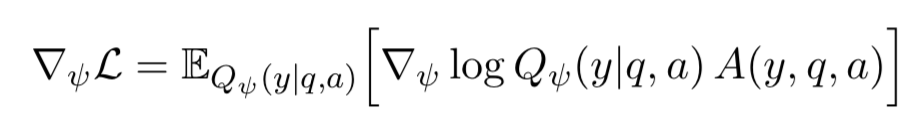 ∇_ψ ℒ = 𝔼_{Q_ψ(y|q,a)} [ ∇_ψ log Q_ψ(y|q, a) A(y, q, a) ]